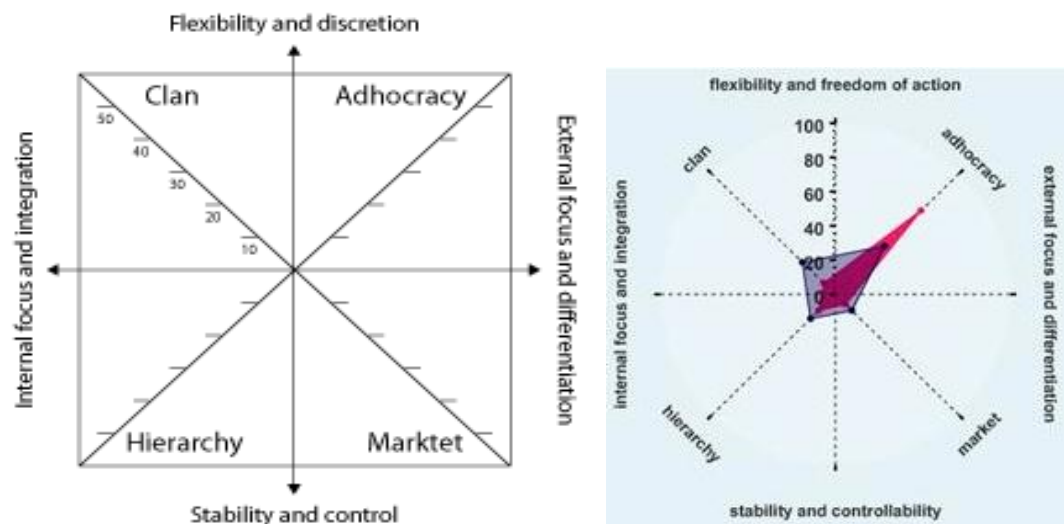 Flexibility and discretion
Clan
Adhocracy
50
40
30
20
10
Internal focus and integration
External focus and differentiation
Hierarchy
Marktet
Stability and control
flexibility and freedom of action
100
80
60
40
20
0
clan
adhocracy
internal focus and integration
external focus and differentiation
hierarchy
market
stability and controllability